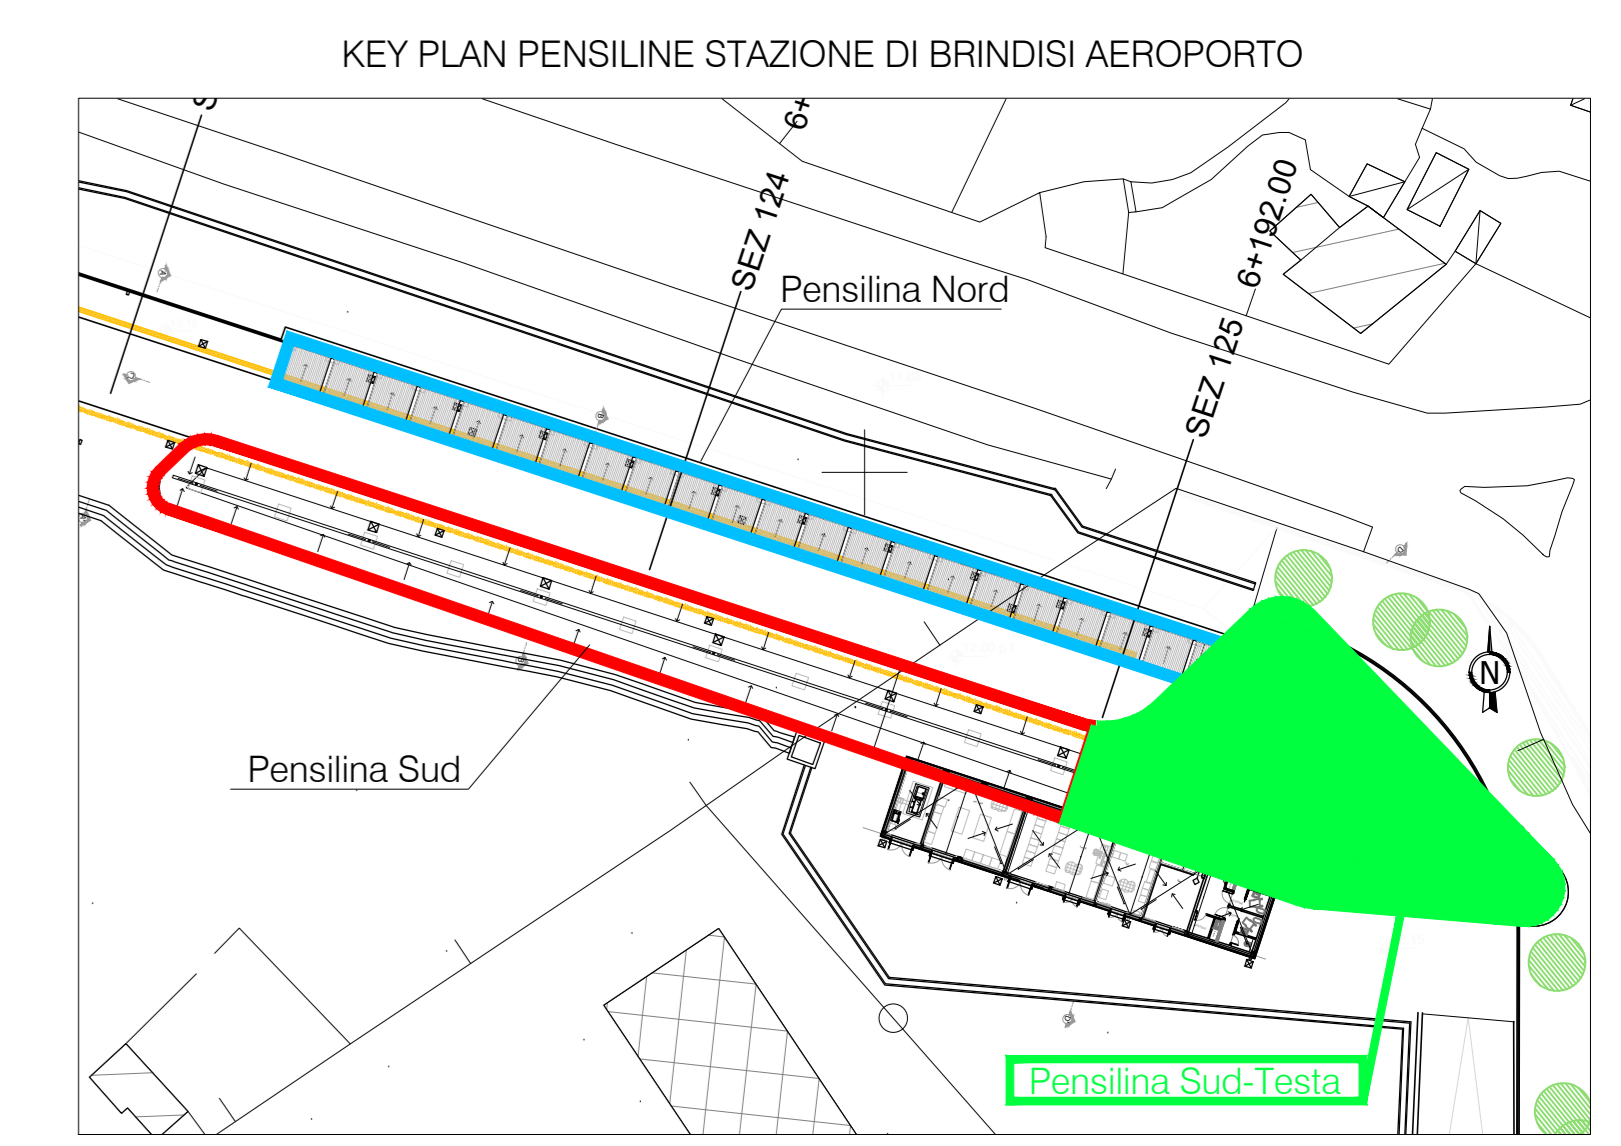 KEY PLAN PENSILINE STAZIONE DI BRINDISI AEROPORTO
S
6+
SEZ 124
6+192.00
SEZ 125
Pensilina Nord
N
Pensilina Sud
Pensilina Sud-Testa